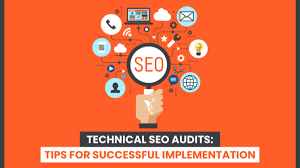 SEO
TECHNICAL SEO AUDITS:
TIPS FOR SUCCESSFUL IMPLEMENTATION